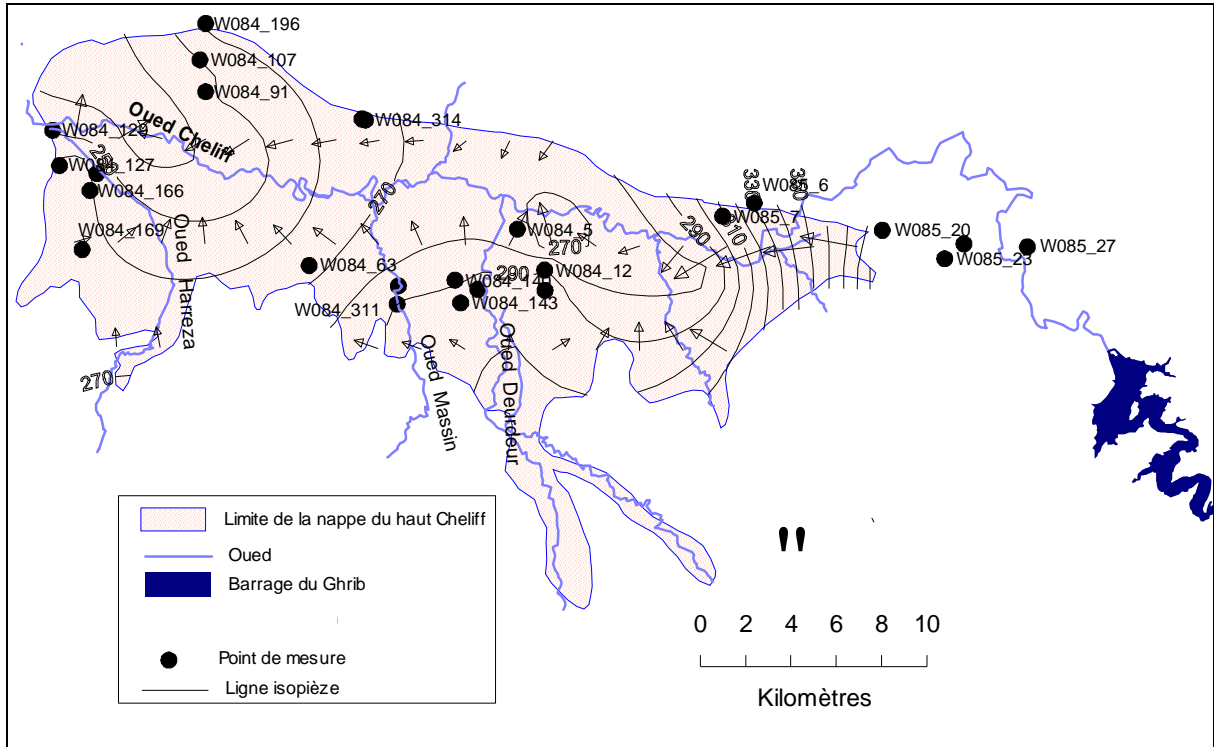 W084_196
W084_107
W084_91
W084_314
Oued Cheliff
W084_129
W084_127
W084_166
W084_169
Oued Harreza
270
270
W084_63
W084_311
Oued Massin
W084_5
270
290
W084_12
W084_143
Oued Deurdeur
290
310
330
W085_6
W085_7
W085_20
W085_23
W085_27
Limite de la nappe du haut Cheliff
Oued
Barrage du Ghrib
Point de mesure
Ligne isopièze
0 2 4 6 8 10
Kilomètres